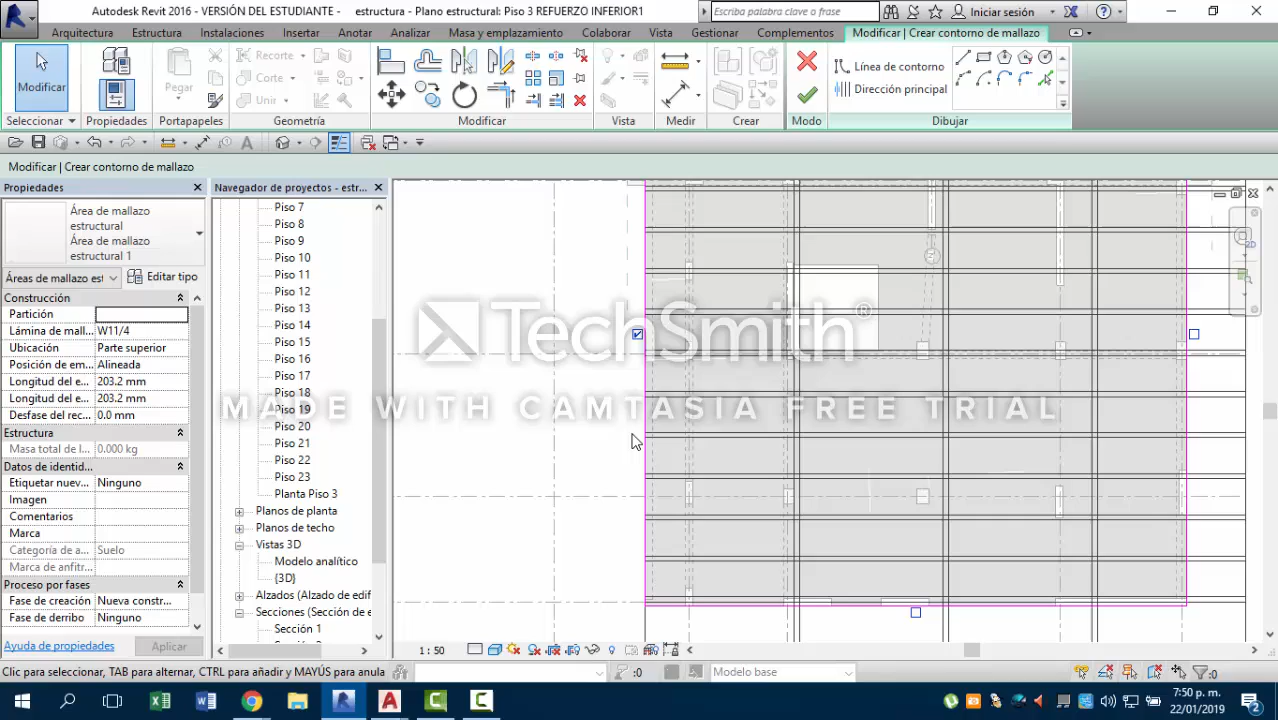 Autodesk Revit 2016 - VERSIÓN DEL ESTUDIANTE - estructura - Plano estructural: Piso 3 REFUERZO INFERIOR1
Escriba palabra clave o frase
Iniciar sesión
Arquitectura Estructura Instalaciones Insertar Anotar Analizar Masa y emplazamiento Colaborar Vista Gestionar Complementos Modificar | Crear contorno de mallazo
Modificar
Pegar
Recorte
Corte
Unir
Línea de contorno
Dirección principal
Seleccionar Propiedades Portapapeles Geometría Modificar Vista Medir Crear Modo Dibujar
Modificar | Crear contorno de mallazo
Propiedades
Área de mallazo
estructural
Área de mallazo
estructural 1
Áreas de mallazo est
Editar tipo
Construcción
Partición
Lámina de mall... W11/4
Ubicación Parte superior
Posición de em... Alineada
Longitud del e... 203.2 mm
Longitud del e... 203.2 mm
Desfase del rec... 0.0 mm
Estructura
Masa total de l... 0.000 kg
Datos de identid...
Etiquetar nuev... Ninguno
Imagen
Comentarios
Marca
Categoría de a... Suelo
Marca de anfitr...
Proceso por fases
Fase de creación Nueva constr...
Fase de derribo Ninguno
Ayuda de propiedades
Aplicar
Navegador de proyectos - estr...
Piso 7
Piso 8
Piso 9
Piso 10
Piso 11
Piso 12
Piso 13
Piso 14
Piso 15
Piso 16
Piso 17
Piso 18
Piso 19
Piso 20
Piso 21
Piso 22
Piso 23
Planta Piso 3
Planos de planta
Planos de techo
Vistas 3D
Modelo analítico
{3D}
Alzados (Alzado de edif
Secciones (Sección de
Sección 1
TechSmith®
MADE WITH CAMTASIA FREE TRIAL
2D
1 : 50
Clic para seleccionar, TAB para alternar, CTRL para añadir y MAYÚS para anula
:0
Modelo base
:0
7:50 p. m.
22/01/2019
2